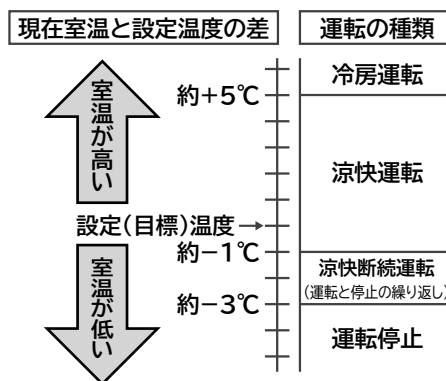 現在室温と設定温度の差
運転の種類
室温が高い
冷房運転
約+5℃
涼快運転
設定(目標)温度→
約-1℃
涼快断続運転
(運転と停止の繰り返し)
約-3℃
室温が低い
運転停止